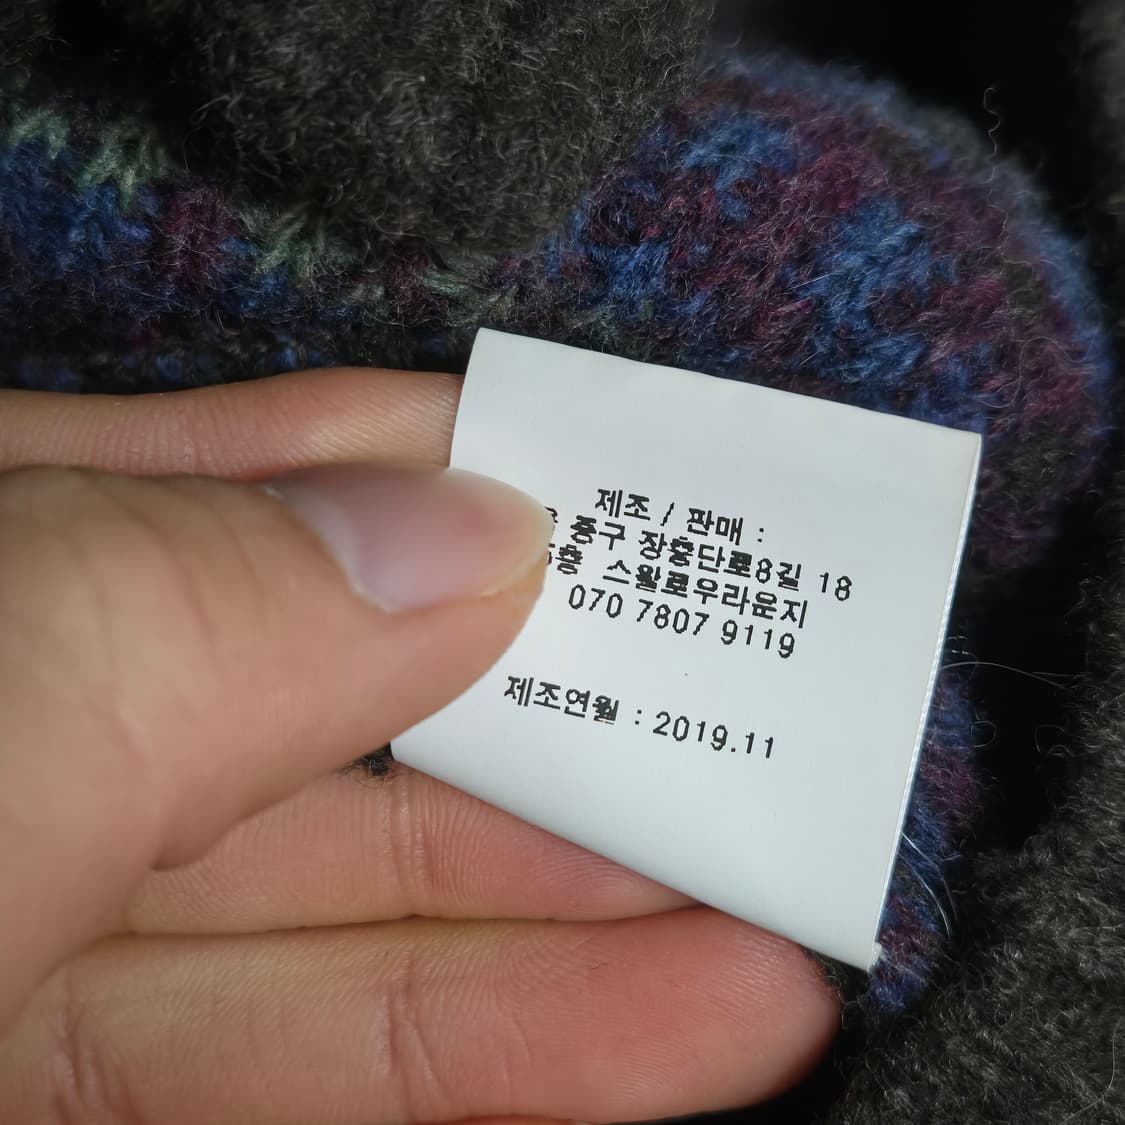 제조 / 판매 :
중구 장충단로8길 18
층 스왈로우라운지
070 7807 9119
제조연월 : 2019.11